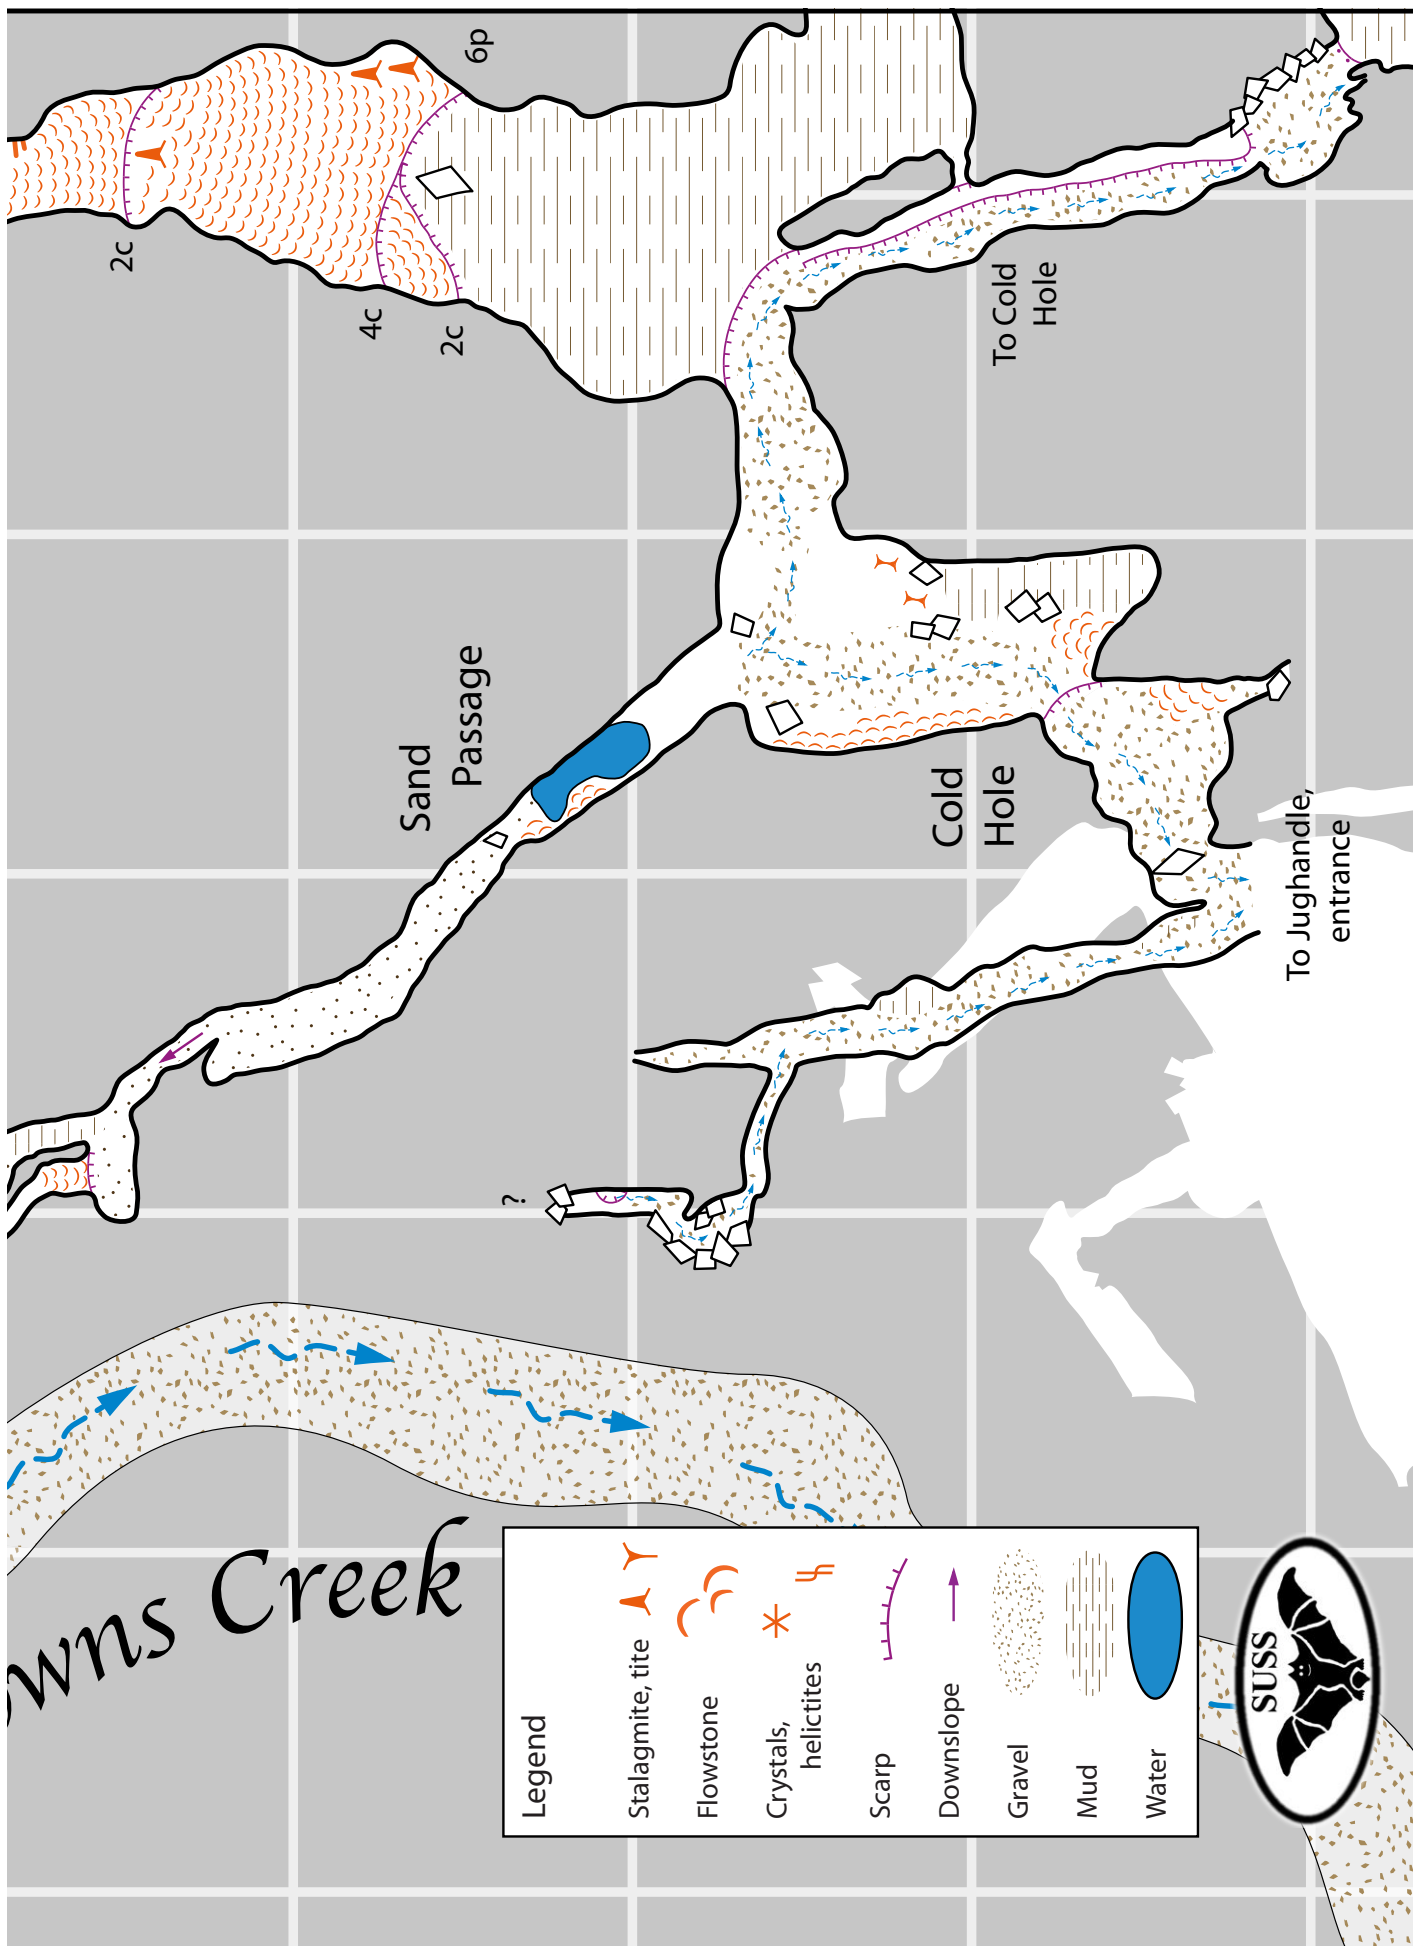 2c
4c
2c
6p
Sand
Passage
To Cold
Hole
Cold
Hole
To Jughandle,
entrance
?
owns Creek
Legend
Stalagmite, tite
Flowstone
Crystals,
helictites
Scarp
Downslope
Gravel
Mud
Water
SUSS